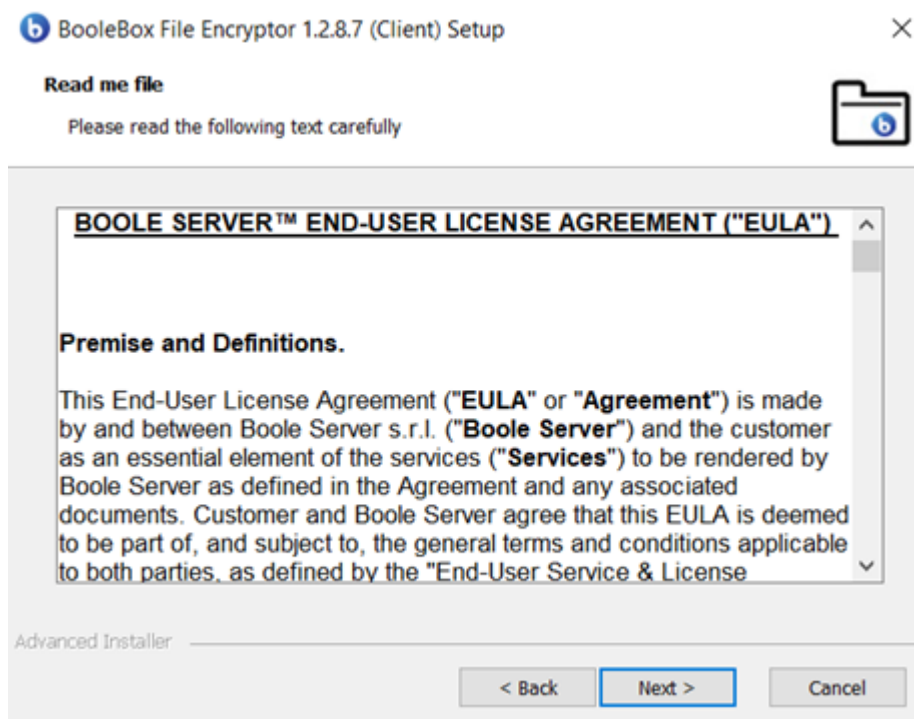 BooleBox File Encryptor 1.2.8.7 (Client) Setup
Read me file
Please read the following text carefully
BOOLE SERVER™ END-USER LICENSE AGREEMENT ("EULA")
Premise and Definitions.
This End-User License Agreement ("EULA" or "Agreement") is made
by and between Boole Server s.r.l. ("Boole Server") and the customer
as an essential element of the services ("Services") to be rendered by
Boole Server as defined in the Agreement and any associated
documents. Customer and Boole Server agree that this EULA is deemed
to be part of, and subject to, the general terms and conditions applicable
to both parties, as defined by the "End-User Service & License
Advanced Installer
< Back
Next >
Cancel